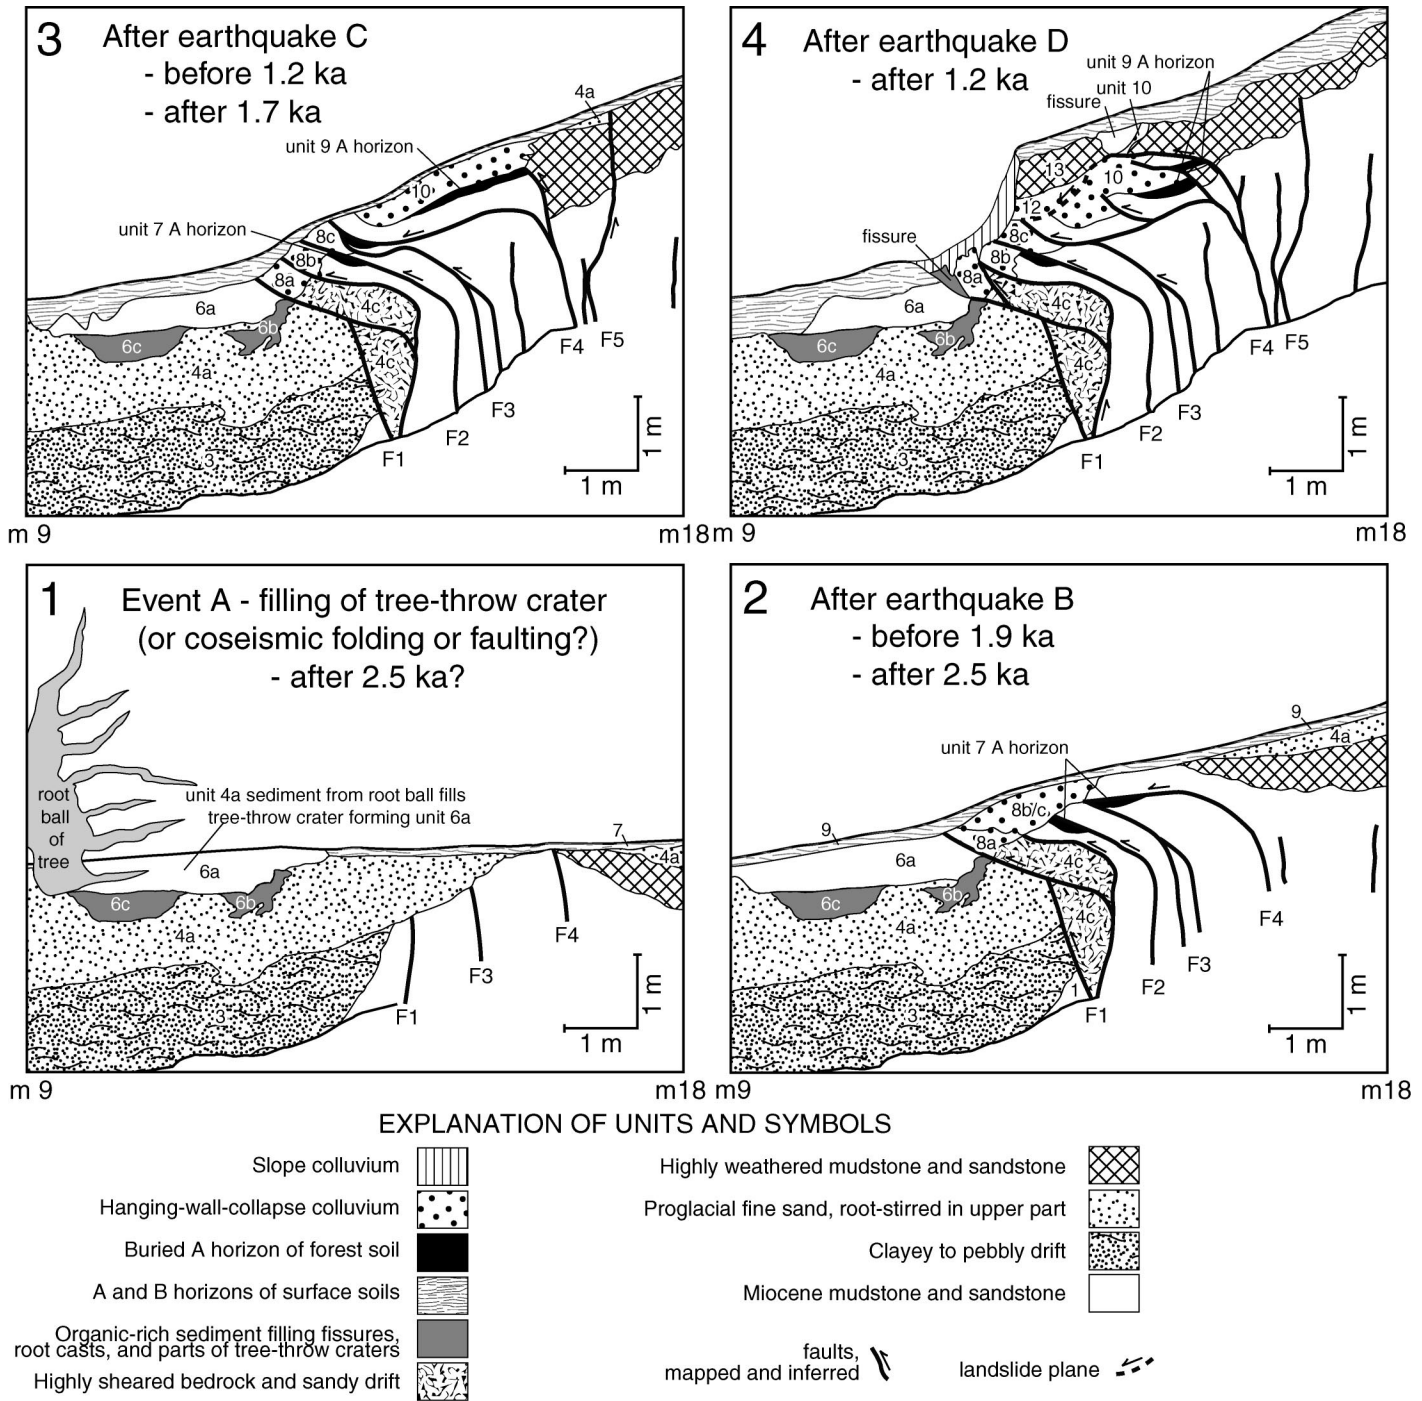 3
After earthquake C
- before 1.2 ka
- after 1.7 ka
4a
unit 9 A horizon
10
unit 7 A horizon
8c
8b
8a
6a
4c
6b
6c
4a
4c
3
F1
F2
F3
F4
F5
1 m
1 m
m 9
m18
4
After earthquake D
- after 1.2 ka
unit 9 A horizon
unit 10
fissure
13
10
12
fissure
8c
8b
8a
6a
4c
6b
6c
4a
4c
3
F1
F2
F3
F4
F5
1 m
1 m
m 9
m18
1
Event A - filling of tree-throw crater
(or coseismic folding or faulting?)
- after 2.5 ka?
root
ball
of
tree
unit 4a sediment from root ball fills
tree-throw crater forming unit 6a
7
4a
6a
6c
6b
4a
3
F1
F3
F4
1 m
1 m
m 9
m18
2
After earthquake B
- before 1.9 ka
- after 2.5 ka
9
4a
unit 7 A horizon
8b/c
9
8a
6a
4c
6b
6c
4a
4c
3
1
F1
F2
F3
F4
1 m
1 m
m9
m18
EXPLANATION OF UNITS AND SYMBOLS
Slope colluvium
Hanging-wall-collapse colluvium
Buried A horizon of forest soil
A and B horizons of surface soils
Organic-rich sediment filling fissures,
root casts, and parts of tree-throw craters
Highly sheared bedrock and sandy drift
Highly weathered mudstone and sandstone
Proglacial fine sand, root-stirred in upper part
Clayey to pebbly drift
Miocene mudstone and sandstone
faults,
mapped and inferred
landslide plane